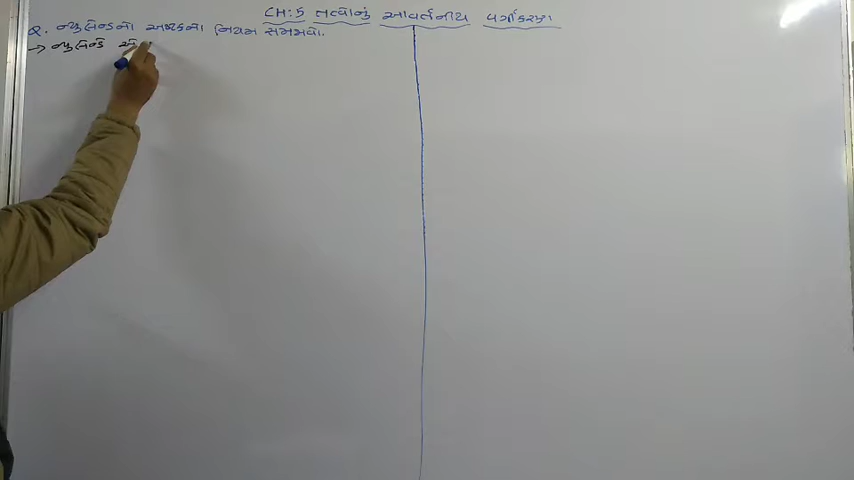 CH:5 તત્વોનું આવર્તનીય વર્ગીકરણ
Q. ન્યુલેન્ડનો અષ્ટકનો નિયમ સમજાવો.
→ ન્યુલેન્ડે